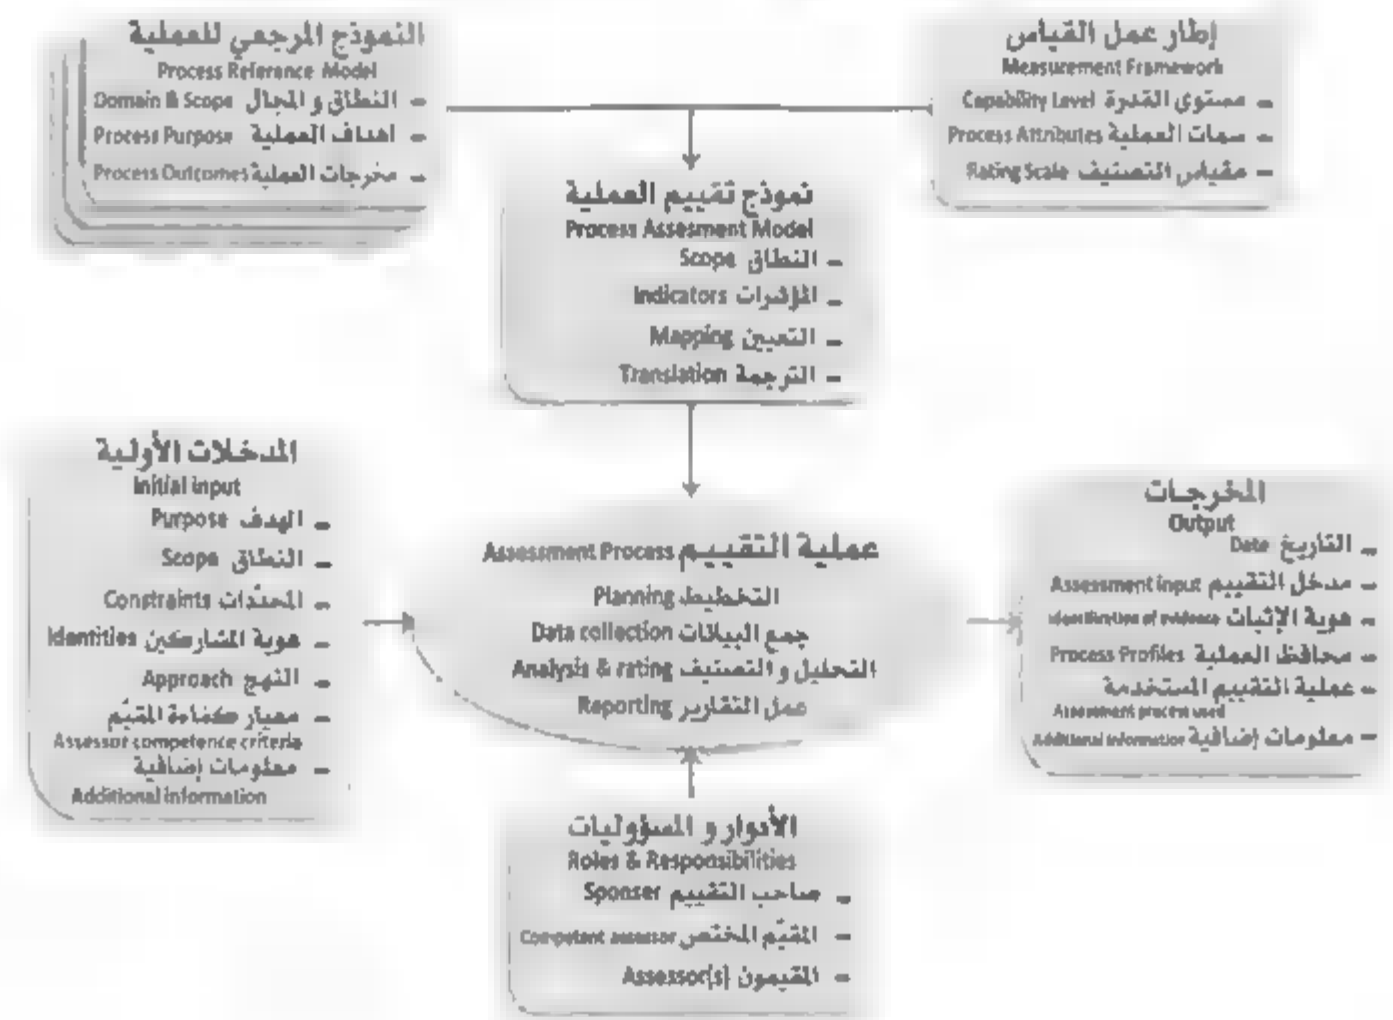 النموذج المرجعي للعملية
Process Reference Model
- النطاق و المجال Domain & Scope
- اهداف العملية Process Purpose
- مخرجات العملية Process Outcomes
إطار عمل القياس
Measurement Framework
- مستوى القدرة Capability Level
- سمات العملية Process Attributes
- مقياس التصنيف Rating Scale
نموذج تقييم العملية
Process Assesment Model
- النطاق Scope
- المؤشرات Indicators
- التعيين Mapping
- الترجمة Translation
المدخلات الأولية
Initial input
- الهدف Purpose
- النطاق Scope
- المحدّدات Constraints
- هوية المشاركين Identities
- النهج Approach
- معيار كفاءة المقيّم
Assessor competence criteria
- معلومات إضافية
Additional information
عملية التقييم Assessment Process
التخطيط Planning
جمع البيانات Data collection
التحليل و التصنيف Analysis & rating
عمل التقارير Reporting
المخرجات
Output
- التاريخ Date
- مدخل التقييم Assessment input
- هوية الإثبات Identification of evidence
- محافظ العملية Process Profiles
- عملية التقييم المستخدمة
Assessment process used
- معلومات إضافية Additional information
الأدوار و المسؤوليات
Roles & Responsibilities
- صاحب التقييم Sponser
- المقيّم المختص Competent assessor
- المقيمون Assessor(s)